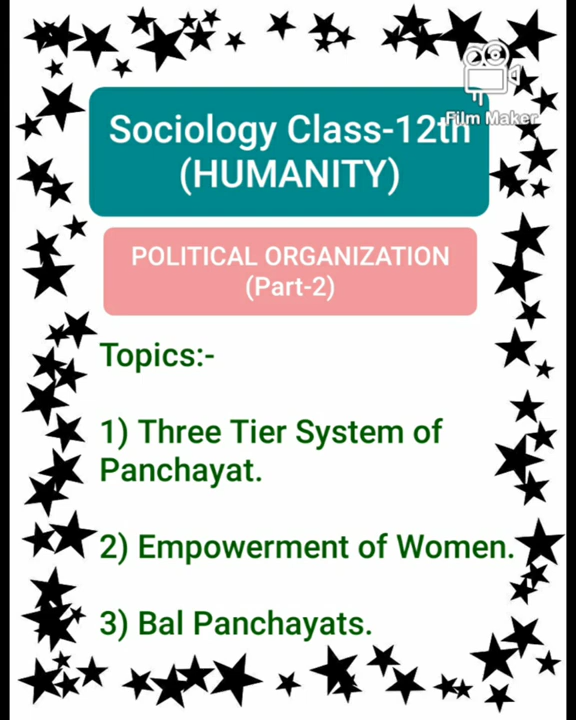 Film Maker
Sociology Class-12th
(HUMANITY)
POLITICAL ORGANIZATION
(Part-2)
Topics:-
1) Three Tier System of
Panchayat.
2) Empowerment of Women.
3) Bal Panchayats.